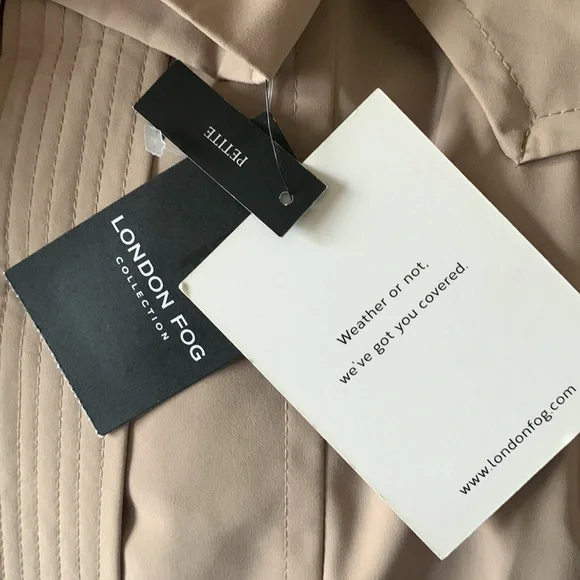 PETITE
LONDON FOG
COLLECTION
Weather or not,
we've got you covered.
www.londonfog.com